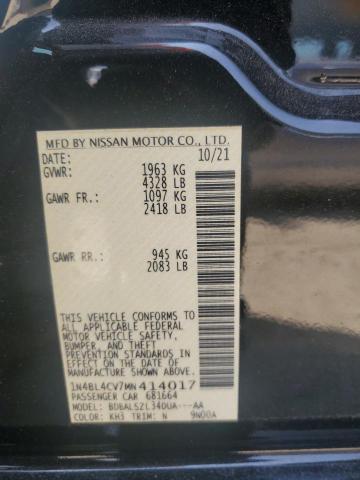 MFD BY NISSAN MOTOR CO., LTD.
DATE: 10/21
GVWR: 1963 KG
4328 LB
GAWR FR.: 1097 KG
2418 LB
GAWR RR.: 945 KG
2083 LB
THIS VEHICLE CONFORMS TO
ALL APPLICABLE FEDERAL
MOTOR VEHICLE SAFETY,
BUMPER, AND THEFT
PREVENTION STANDARDS IN
EFFECT ON THE DATE OF
MANUFACTURE SHOWN ABOVE.
1N4BL4CV7MN414017
PASSENGER CAR 681664
MODEL: BDBALSZL34OUA---AA
COLOR: KH3 TRIM: N 9N00A